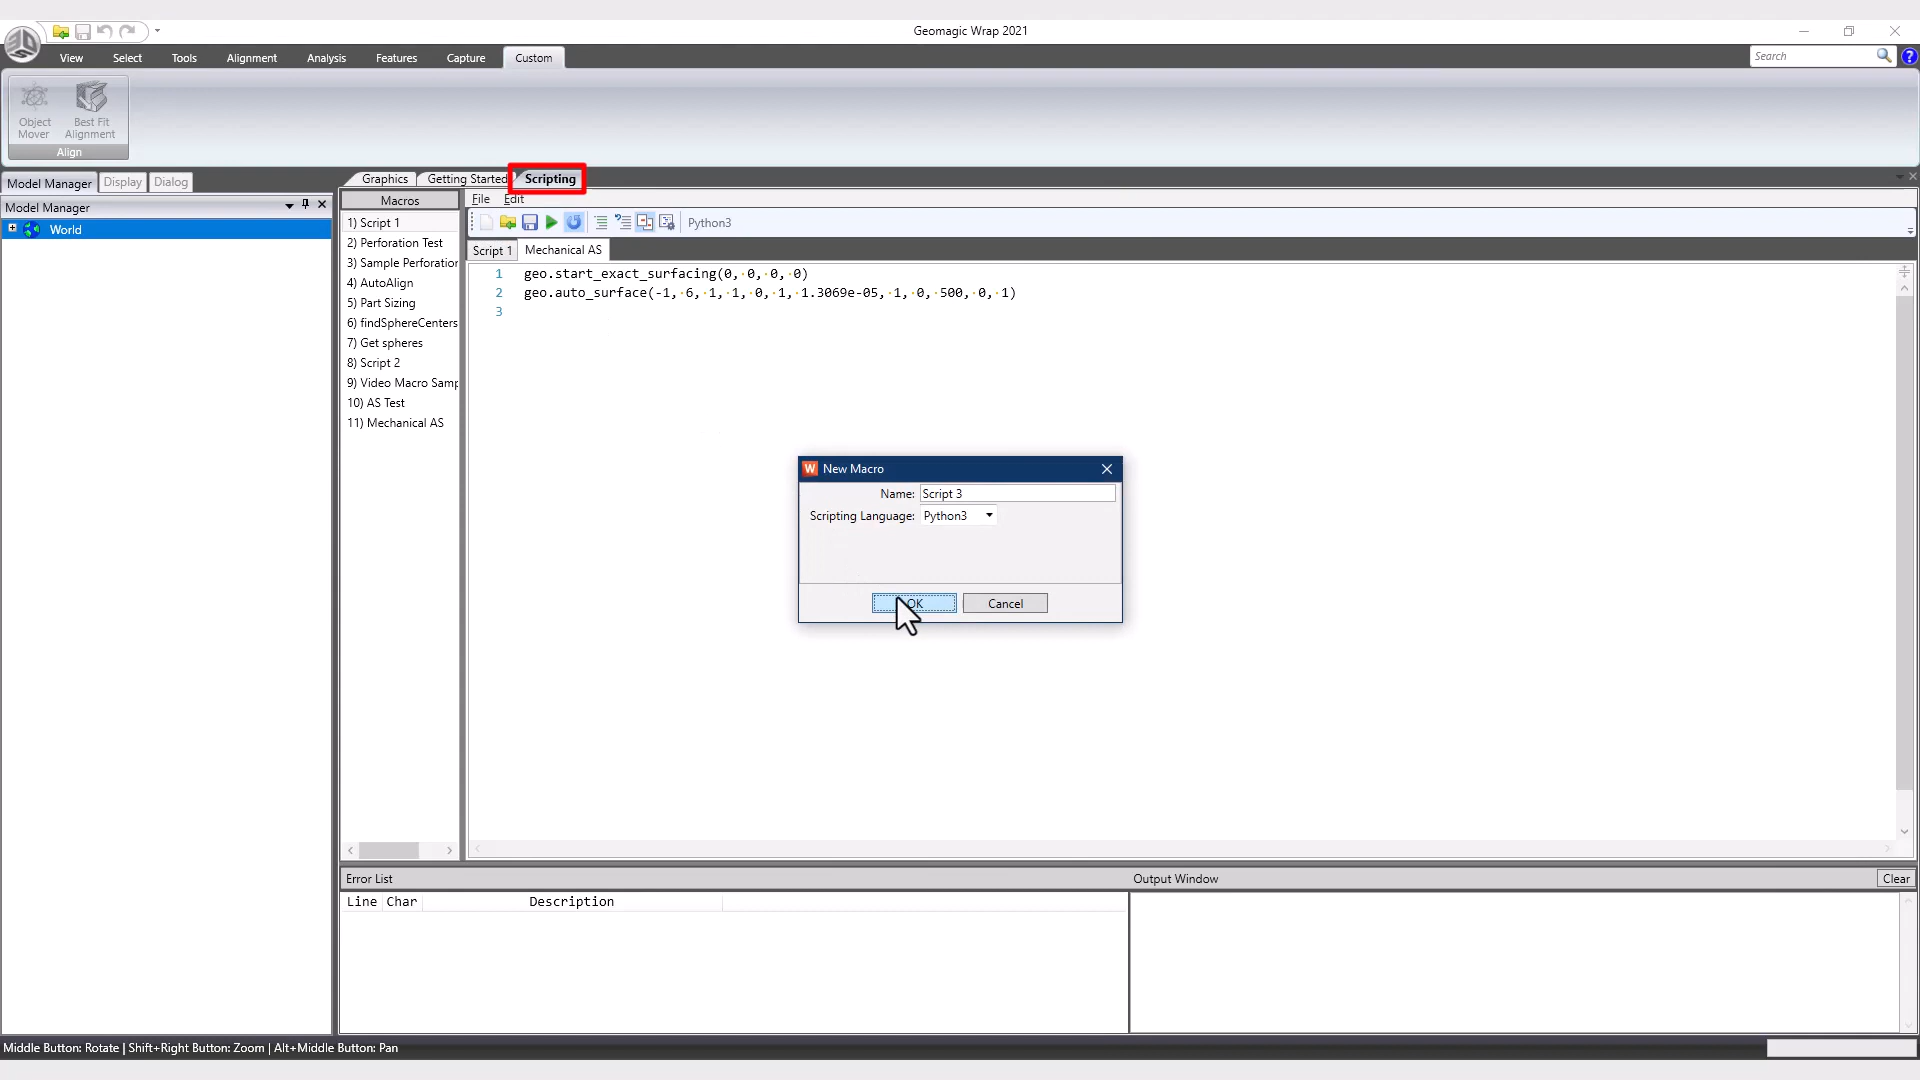 Geomagic Wrap 2021
View Select Tools Alignment Analysis Features Capture Custom
Search
?
Object Mover
Best Fit Alignment
Align
Model Manager Display Dialog
Graphics Getting Started Scripting
Model Manager
World
Macros
1) Script 1
2) Perforation Test
3) Sample Perforation
4) AutoAlign
5) Part Sizing
6) findSphereCenters
7) Get spheres
8) Script 2
9) Video Macro Samp
10) AS Test
11) Mechanical AS
File Edit
Python3
Script 1 Mechanical AS
1 geo.start_exact_surfacing(0,·0,·0,·0)
2 geo.auto_surface(-1,·6,·1,·1,·0,·1,·1.3069e-05,·1,·0,·500,·0,·1)
3
W New Macro
Name: Script 3
Scripting Language: Python3
OK Cancel
Error List
Line Char Description
Output Window
Clear
Middle Button: Rotate | Shift+Right Button: Zoom | Alt+Middle Button: Pan